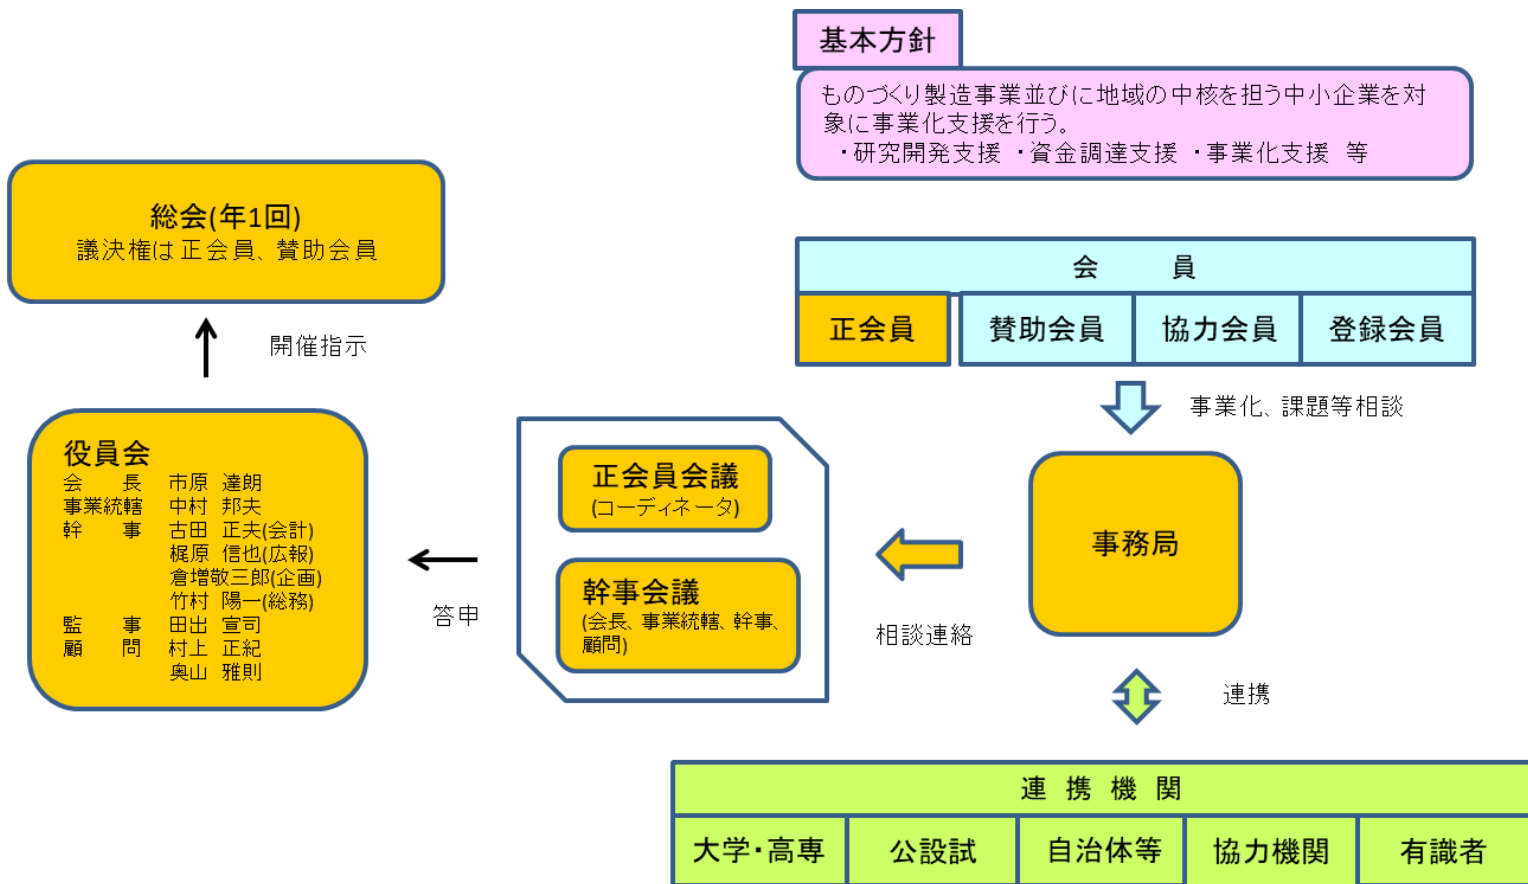 基本方針
ものづくり製造事業並びに地域の中核を担う中小企業を対
象に事業化支援を行う。
・研究開発支援 ・資金調達支援 ・事業化支援 等
総会(年1回)
議決権は正会員、賛助会員
開催指示
会 員
正会員 賛助会員 協力会員 登録会員
事業化、課題等相談
役員会
会 長 市原 達朗
事業統轄 中村 邦夫
幹 事 古田 正夫(会計)
梶原 信也(広報)
倉増敬三郎(企画)
竹村 陽一(総務)
監 事 田出 宣司
顧 問 村上 正紀
奥山 雅則
答申
正会員会議
(コーディネータ)
幹事会議
(会長、事業統轄、幹事、
顧問)
相談連絡
事務局
連携
連 携 機 関
大学・高専 公設試 自治体等 協力機関 有識者